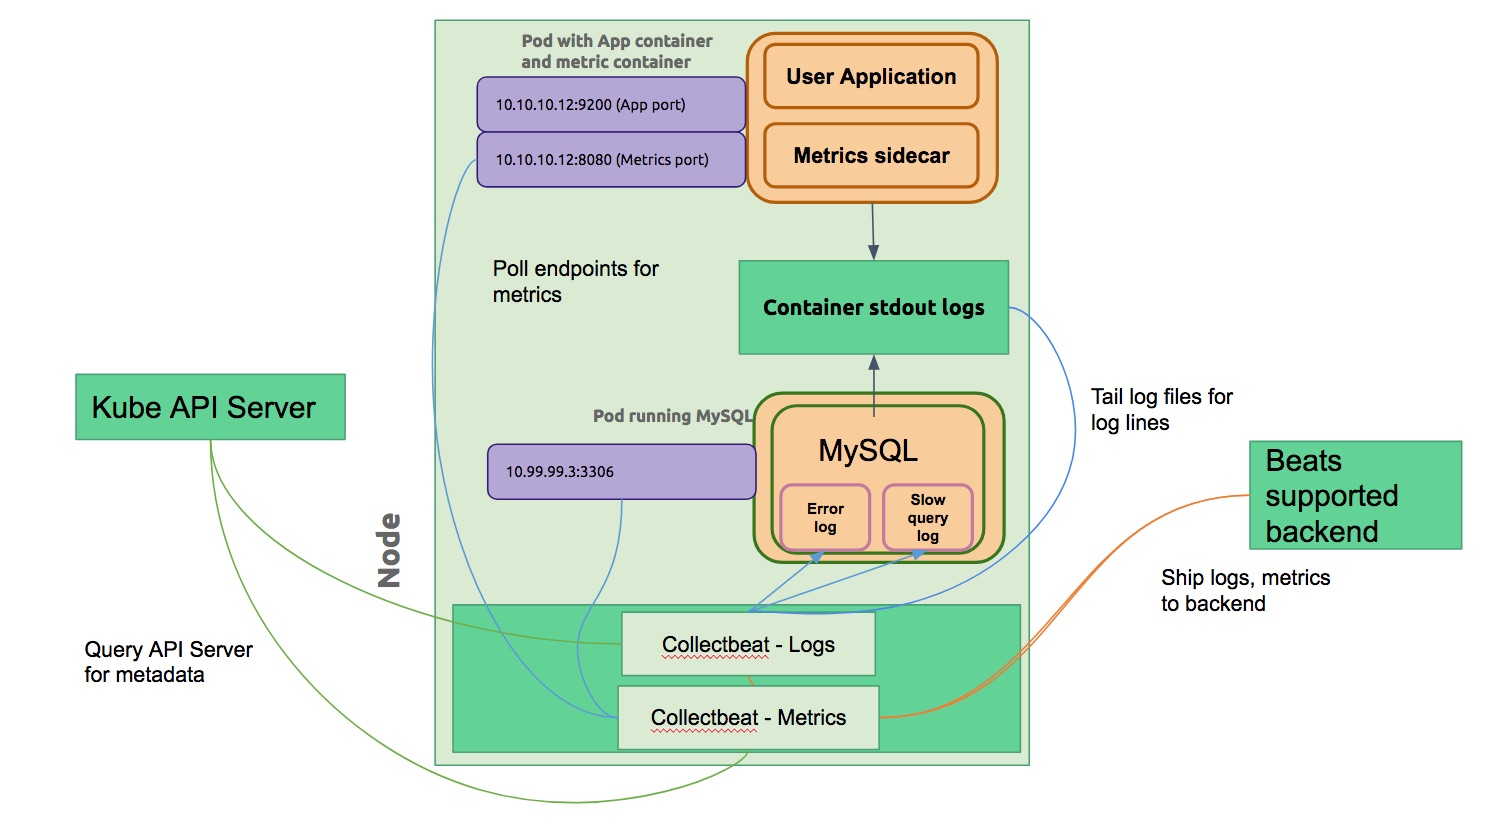 Pod with App container
and metric container
User Application
10.10.10.12:9200 (App port)
10.10.10.12:8080 (Metrics port)
Metrics sidecar
Poll endpoints for
metrics
Container stdout logs
Kube API Server
Tail log files for
log lines
Pod running MySQL
MySQL
10.99.99.3:3306
Error
log
Slow
query
log
Beats
supported
backend
Node
Ship logs, metrics
to backend
Query API Server
for metadata
Collectbeat - Logs
Collectbeat - Metrics